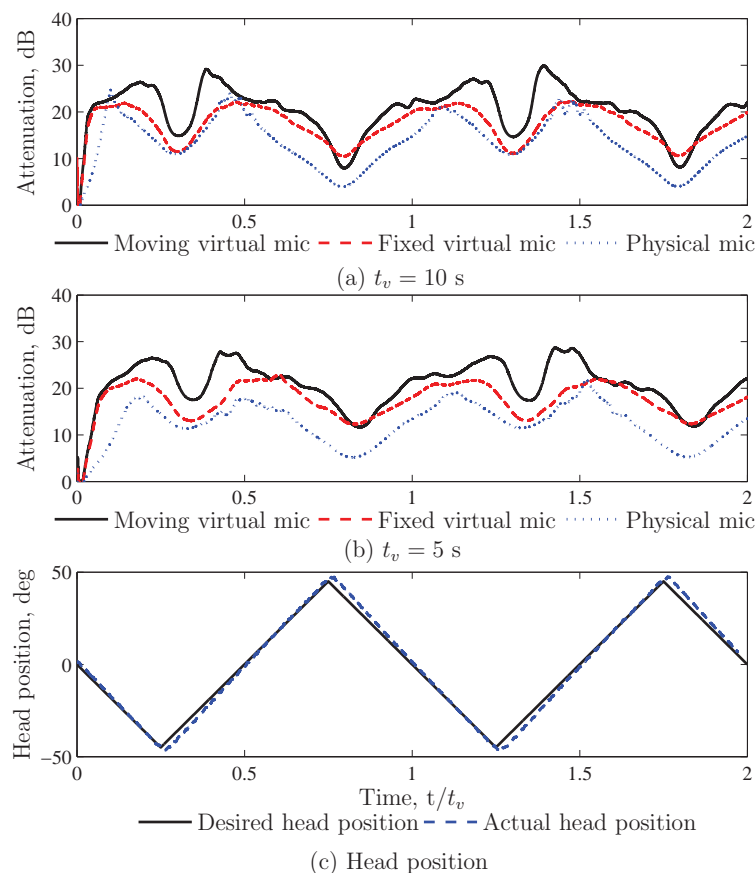 40
30
20
10
0
Attenuation, dB
0 0.5 1 1.5 2
Moving virtual mic Fixed virtual mic Physical mic
(a) t_v = 10 s
40
30
20
10
0
Attenuation, dB
0 0.5 1 1.5 2
Moving virtual mic Fixed virtual mic Physical mic
(b) t_v = 5 s
50
0
−50
Head position, deg
0 0.5 1 1.5 2
Time, t/t_v
Desired head position Actual head position
(c) Head position